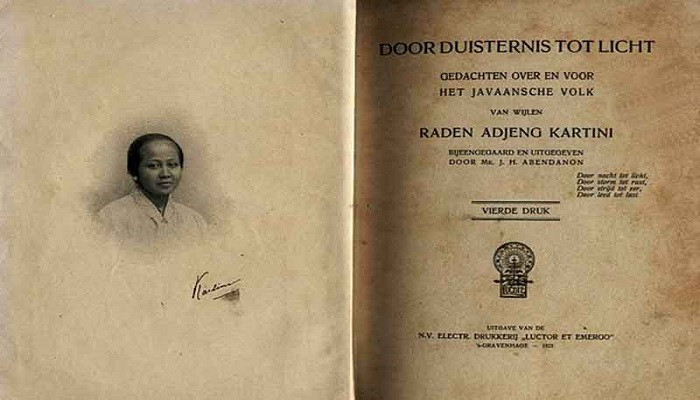 Kartini
DOOR DUISTERNIS TOT LICHT
GEDACHTEN OVER EN VOOR
HET JAVAANSCHE VOLK
VAN WIJLEN
RADEN ADJENG KARTINI
BIJEENGEGAARD EN UITGEGEVEN
DOOR Mr. J. H. ABENDANON
Door nacht tot licht,
Door storm tot rust,
Door strijd tot eer,
Door leed tot lust
VIERDE DRUK
UITGAVE VAN DE
N.V. ELECTR. DRUKKERIJ „LUCTOR ET EMERGO”
'S-GRAVENHAGE — 1923